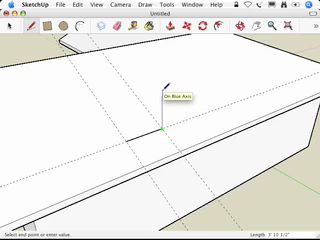 SketchUp File Edit View Camera Draw Tools Window Help
Untitled
On Blue Axis
Select end point or enter value.
Length 3' 10 1/2"